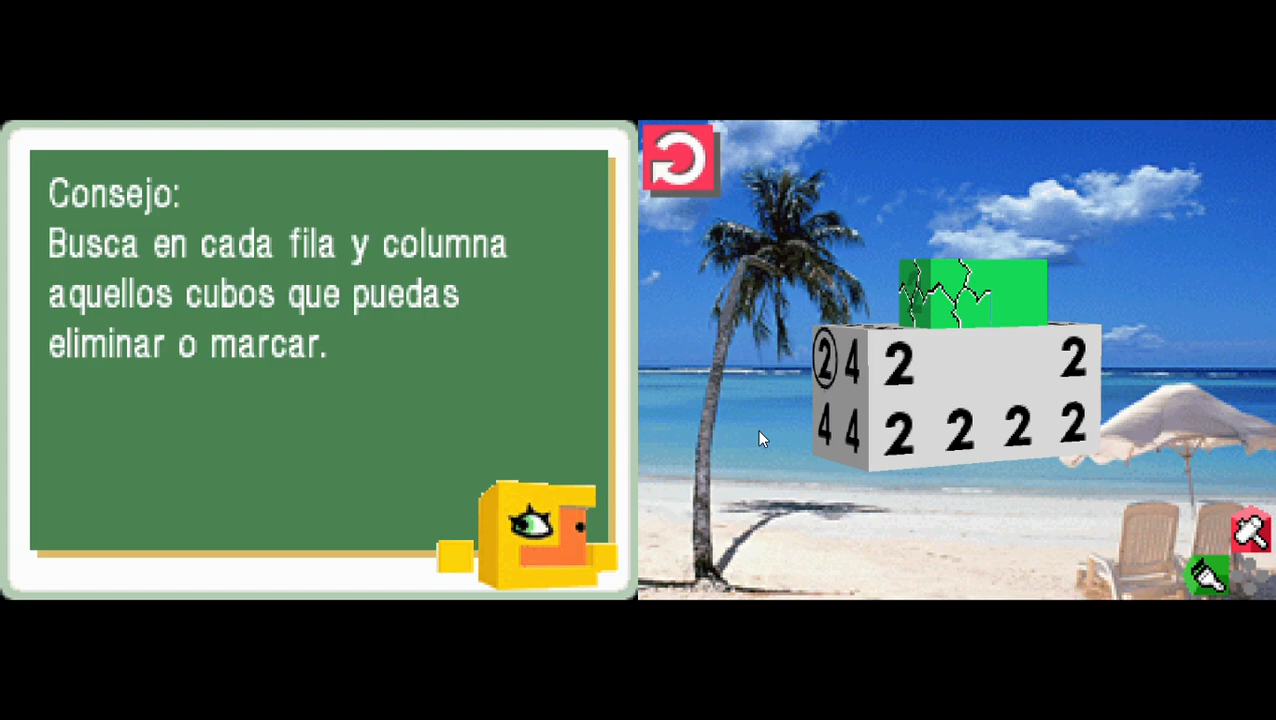 Consejo:
Busca en cada fila y columna
aquellos cubos que puedas
eliminar o marcar.
2 4 2 2
4 4 2 2 2 2